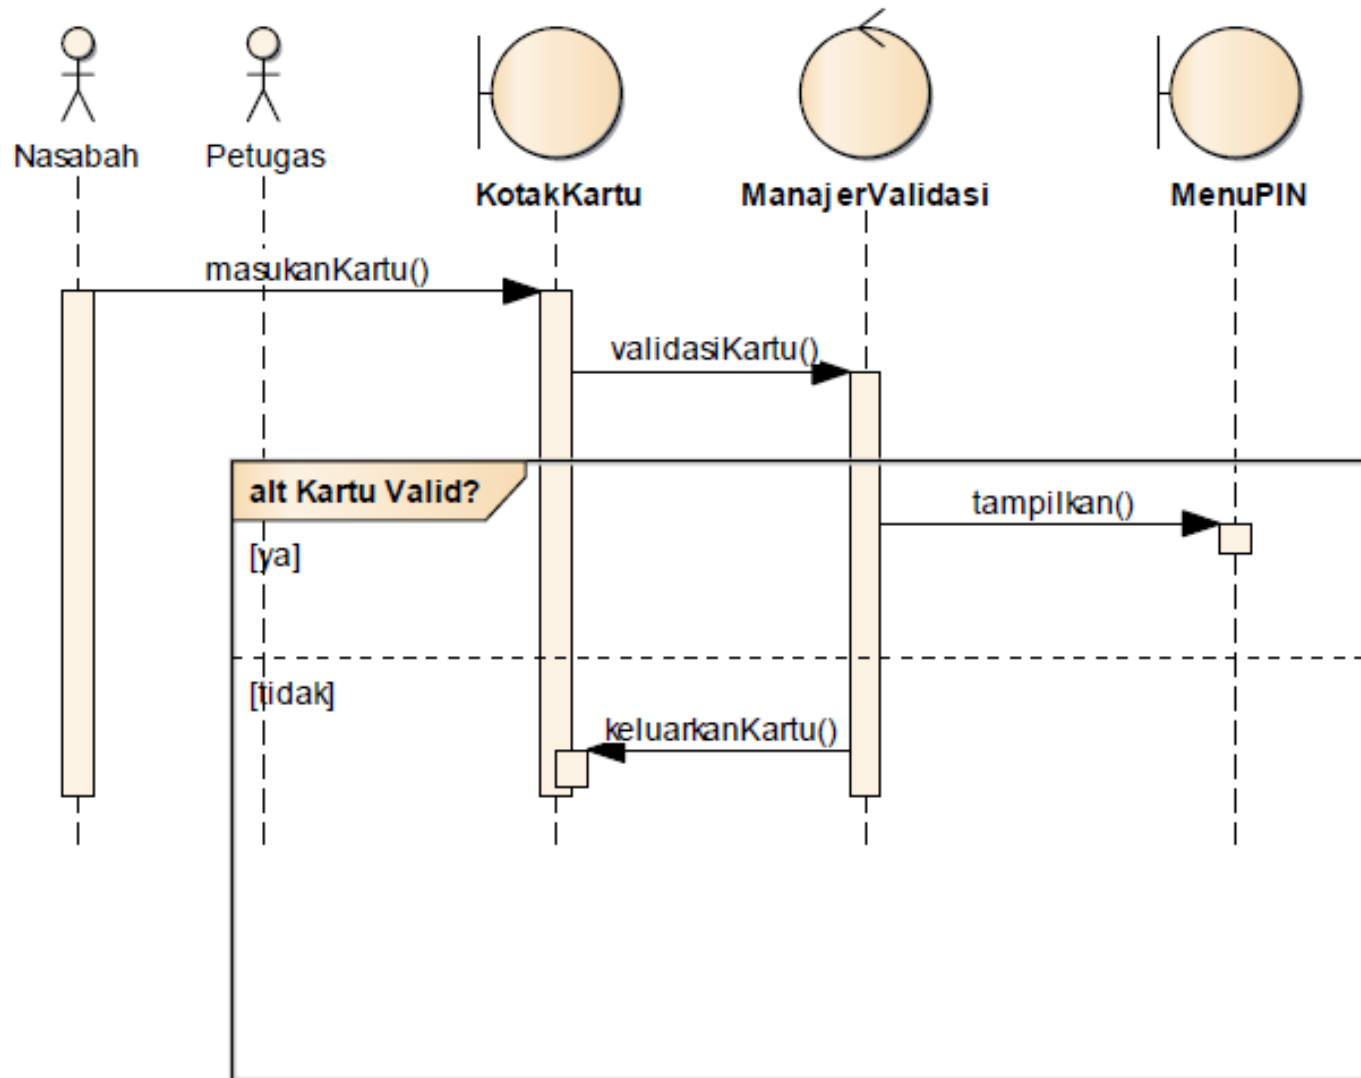 Nasabah
Petugas
KotakKartu
ManajerValidasi
MenuPIN
masukanKartu()
validasiKartu()
alt Kartu Valid?
tampilkan()
[ya]
[tidak]
keluarkanKartu()